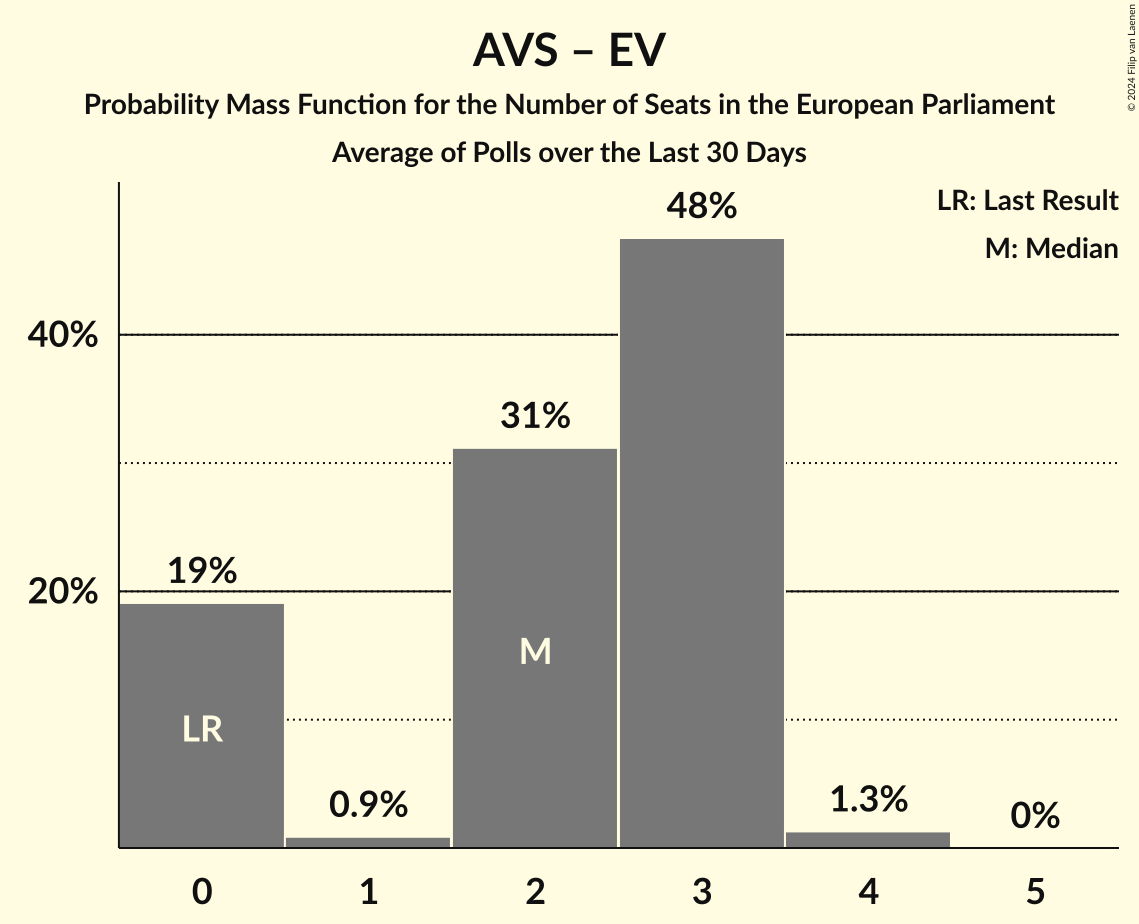 AVS – EV
Probability Mass Function for the Number of Seats in the European Parliament
Average of Polls over the Last 30 Days
© 2024 Filip van Laenen
LR: Last Result
M: Median
48%
40%
31%
19%
20%
M
LR
0.9%
1.3%
0%
0 1 2 3 4 5